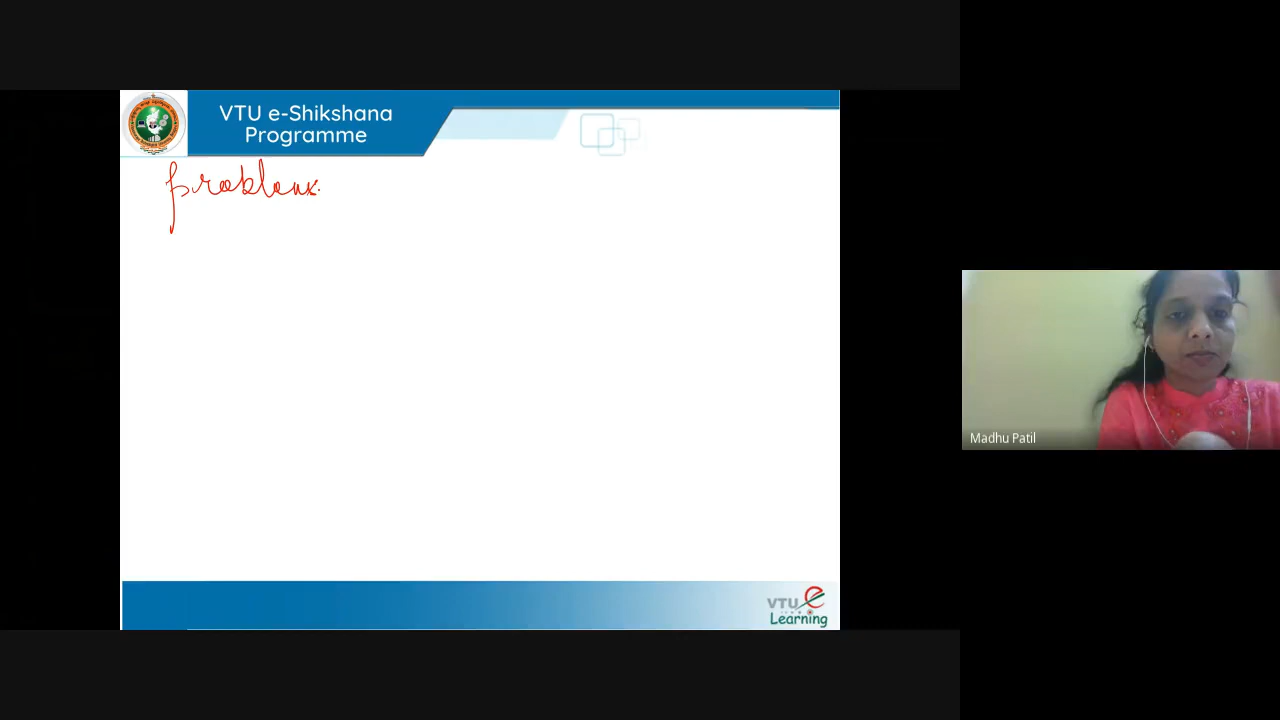 VTU e-Shikshana
Programme
problems
Madhu Patil
VTU e
Learning